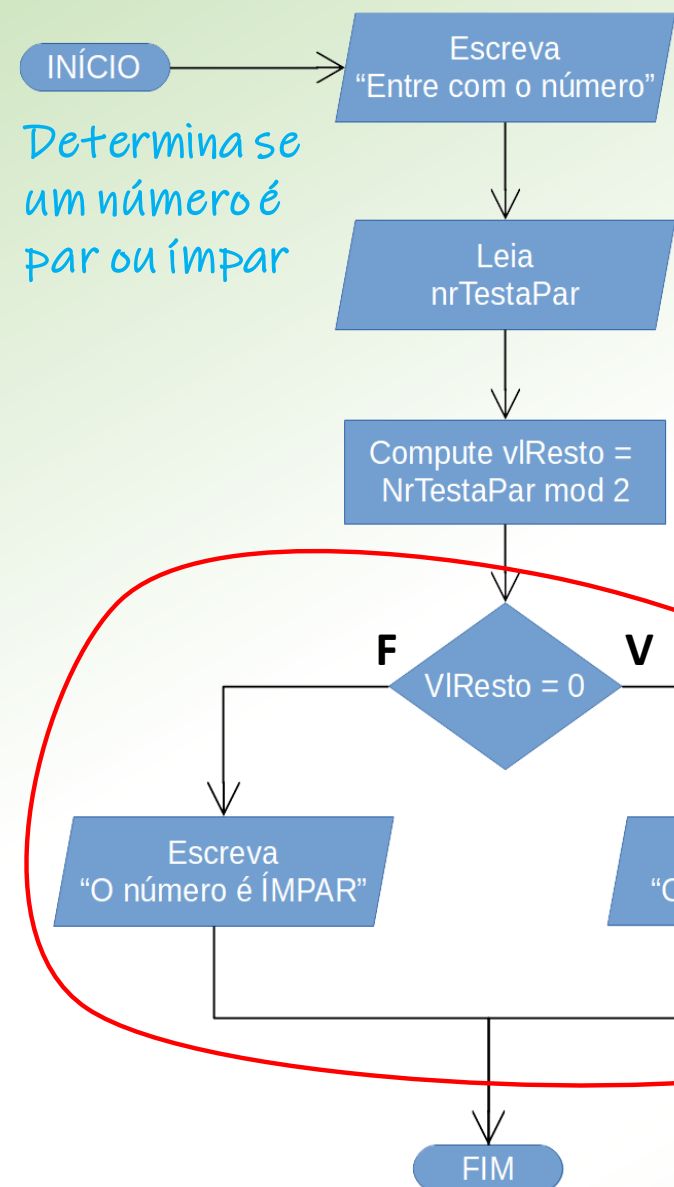 INÍCIO
Escreva
“Entre com o número”
Determina se
um número é
par ou ímpar
Leia
nrTestaPar
Compute vlResto =
NrTestaPar mod 2
F
V
VlResto = 0
Escreva
“O número é ÍMPAR”
FIM